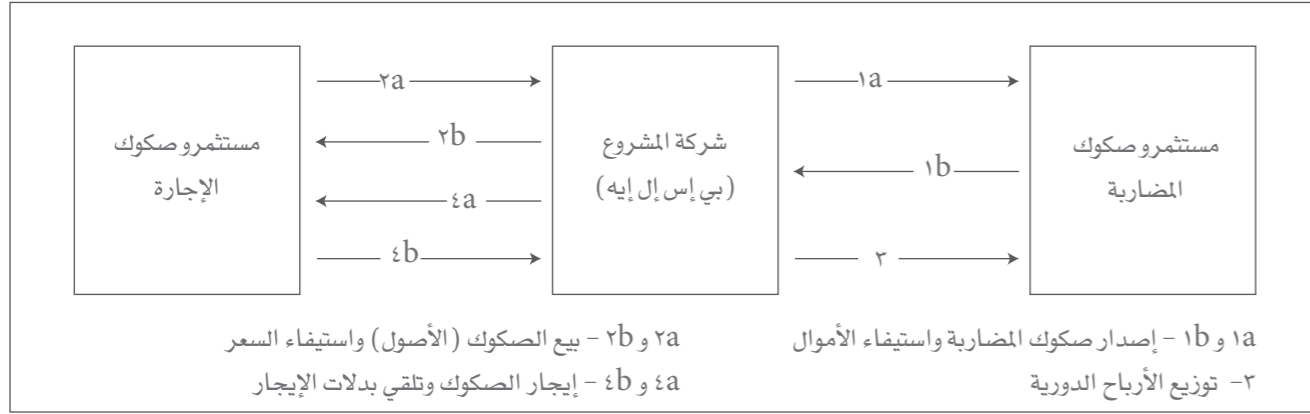 مستثمرو صكوك
المضاربة
١a
١b
٣
شركة المشروع
(بي إس إل إيه)
٢a
٢b
٤a
٤b
مستثمرو صكوك
الإجارة
١a و ١b – إصدار صكوك المضاربة واستيفاء الأموال
٣- توزيع الأرباح الدورية
٢a و ٢b – بيع الصكوك (الأصول) واستيفاء السعر
٤a و ٤b – إيجار الصكوك وتلقي بدلات الإيجار